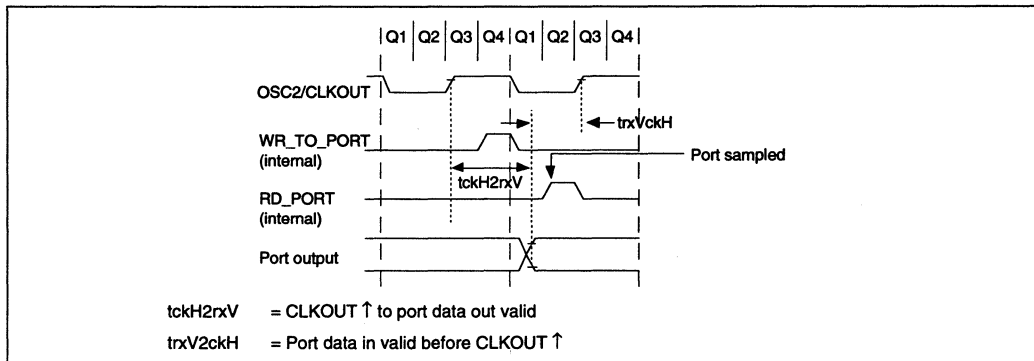 Q1 Q2 Q3 Q4 Q1 Q2 Q3 Q4
OSC2/CLKOUT
trxVckH
WR_TO_PORT
(internal)
Port sampled
tckH2rxV
RD_PORT
(internal)
Port output
tckH2rxV = CLKOUT ↑ to port data out valid
trxV2ckH = Port data in valid before CLKOUT ↑